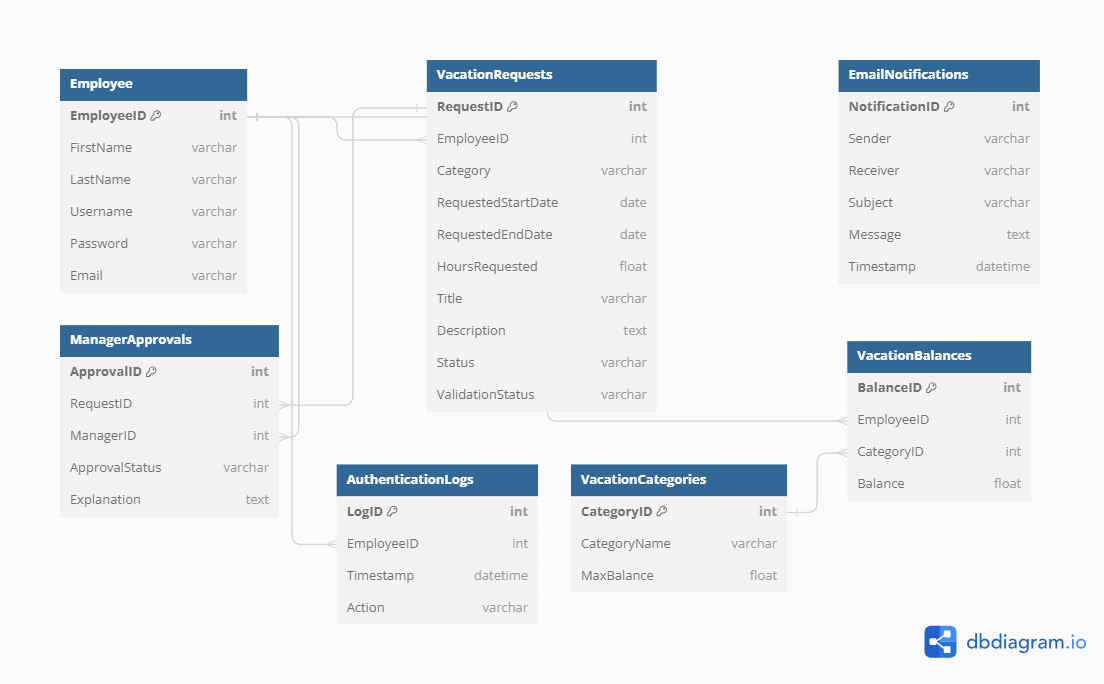 Employee
EmployeeID int
FirstName varchar
LastName varchar
Username varchar
Password varchar
Email varchar
VacationRequests
RequestID int
EmployeeID int
Category varchar
RequestedStartDate date
RequestedEndDate date
HoursRequested float
Title varchar
Description text
Status varchar
ValidationStatus varchar
EmailNotifications
NotificationID int
Sender varchar
Receiver varchar
Subject varchar
Message text
Timestamp datetime
ManagerApprovals
ApprovalID int
RequestID int
ManagerID int
ApprovalStatus varchar
Explanation text
VacationBalances
BalanceID int
EmployeeID int
CategoryID int
Balance float
AuthenticationLogs
LogID int
EmployeeID int
Timestamp datetime
Action varchar
VacationCategories
CategoryID int
CategoryName varchar
MaxBalance float
dbdiagram.io